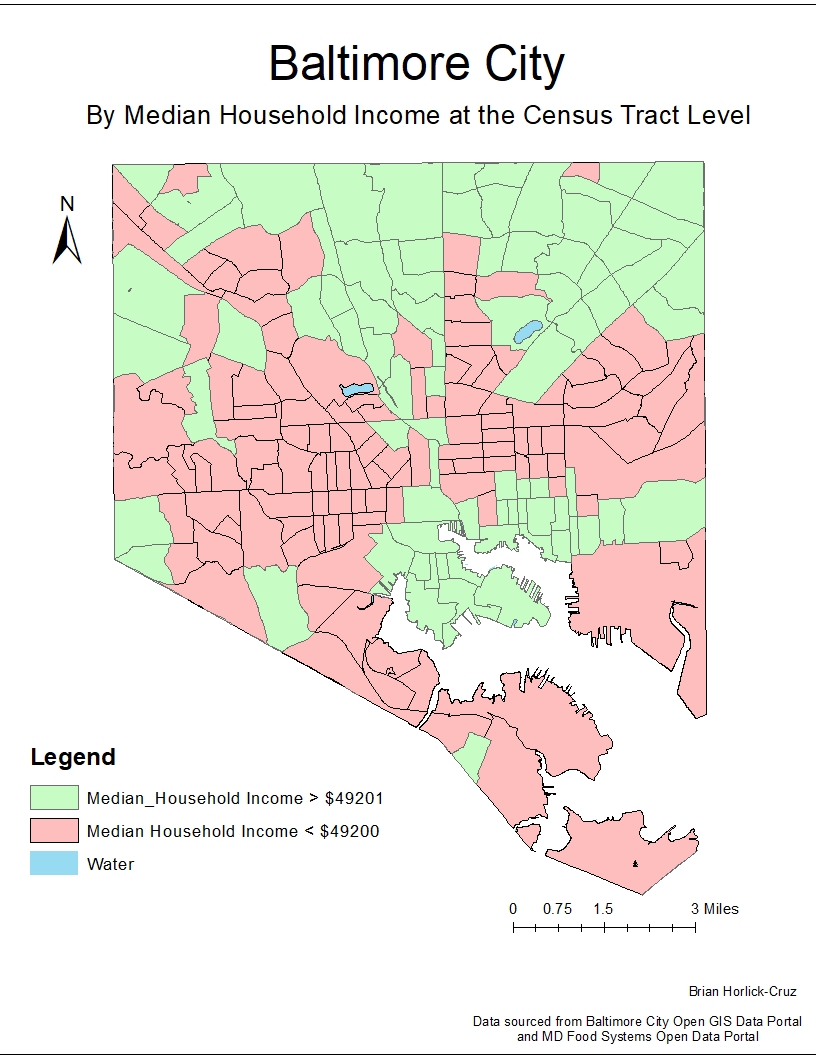 Baltimore City
By Median Household Income at the Census Tract Level
N
Legend
Median_Household Income > $49201
Median Household Income < $49200
Water
0 0.75 1.5 3 Miles
Brian Horlick-Cruz
Data sourced from Baltimore City Open GIS Data Portal
and MD Food Systems Open Data Portal